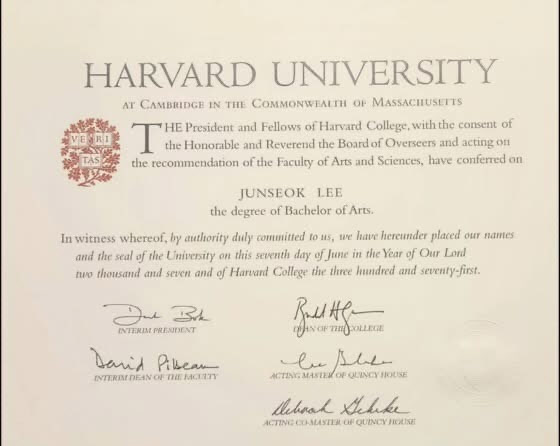 HARVARD UNIVERSITY
AT CAMBRIDGE IN THE COMMONWEALTH OF MASSACHUSETTS
THE President and Fellows of Harvard College, with the consent of
the Honorable and Reverend the Board of Overseers and acting on
the recommendation of the Faculty of Arts and Sciences, have conferred on
VE RI
TAS
JUNSEOK LEE
the degree of Bachelor of Arts.
In witness whereof, by authority duly committed to us, we have hereunder placed our names
and the seal of the University on this seventh day of June in the Year of Our Lord
two thousand and seven and of Harvard College the three hundred and seventy-first.
INTERIM PRESIDENT
DEAN OF THE COLLEGE
David Pilbeam
INTERIM DEAN OF THE FACULTY
ACTING MASTER OF QUINCY HOUSE
Deborah Gehrke
ACTING CO-MASTER OF QUINCY HOUSE